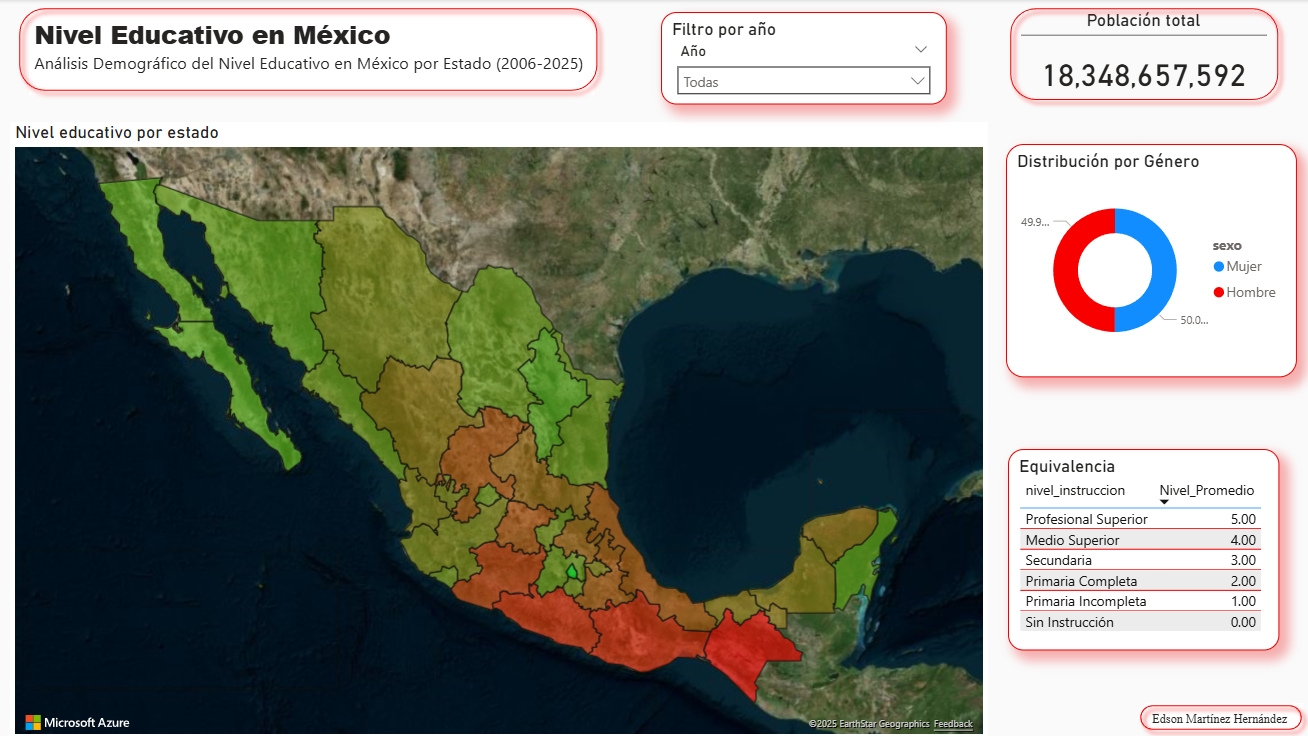 Nivel Educativo en México
Análisis Demográfico del Nivel Educativo en México por Estado (2006-2025)
Filtro por año
Año
Todas
Población total
18,348,657,592
Nivel educativo por estado
Distribución por Género
49.9...
50.0...
sexo
Mujer
Hombre
Equivalencia
nivel_instruccion Nivel_Promedio
Profesional Superior 5.00
Medio Superior 4.00
Secundaria 3.00
Primaria Completa 2.00
Primaria Incompleta 1.00
Sin Instrucción 0.00
Microsoft Azure
©2025 EarthStar Geographics Feedback
Edson Martínez Hernández